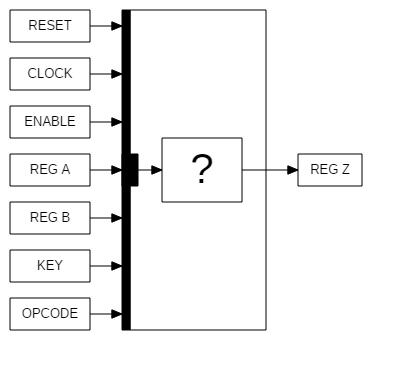 RESET
CLOCK
ENABLE
REG A
REG B
KEY
OPCODE
?
REG Z